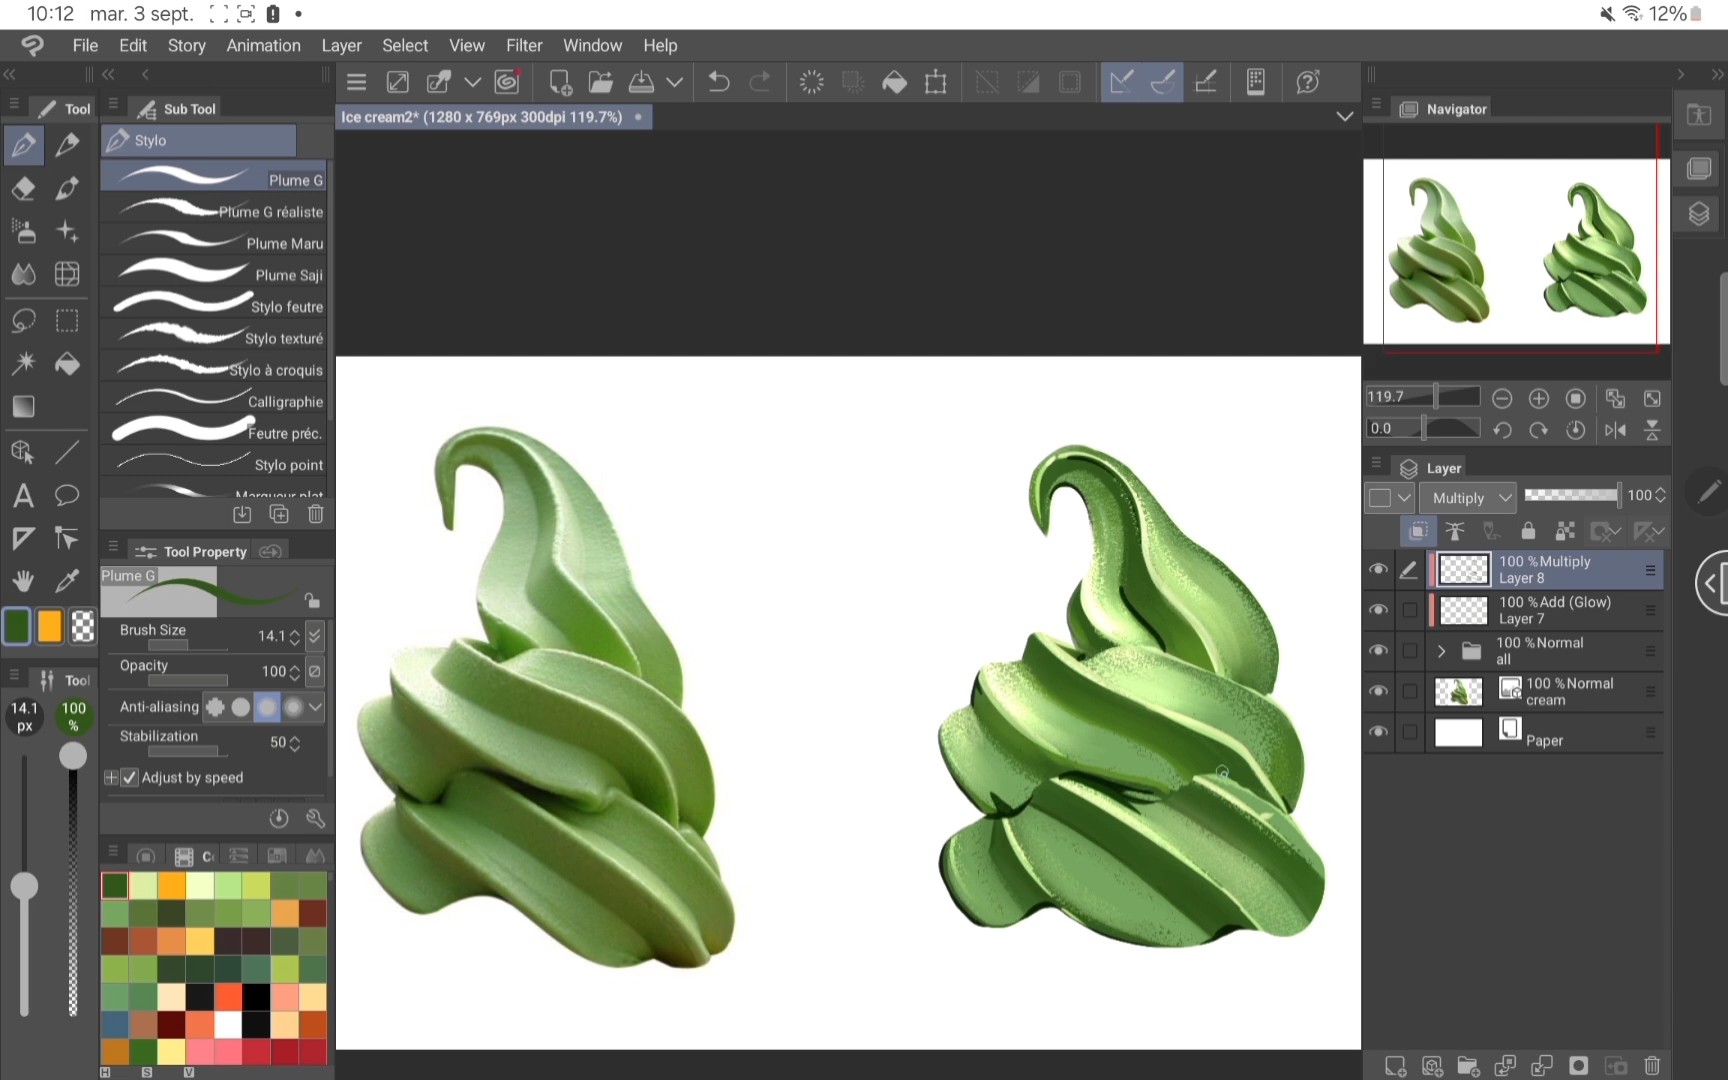 10:12 mar. 3 sept.
12%
File Edit Story Animation Layer Select View Filter Window Help
Tool
Sub Tool
Stylo
Plume G
Plume G réaliste
Plume Maru
Plume Saji
Stylo feutre
Stylo texturé
Stylo à croquis
Calligraphie
Feutre préc.
Stylo point
Marqueur plat
Tool Property
Plume G
Brush Size 14.1
Opacity 100
Anti-aliasing
Stabilization 50
Adjust by speed
Tool
14.1 px
100 %
H S V
Ice cream2* (1280 x 769px 300dpi 119.7%)
Navigator
119.7
0.0
Layer
Multiply 100
100 %Multiply
Layer 8
100 %Add (Glow)
Layer 7
100 %Normal
all
100 %Normal
cream
Paper